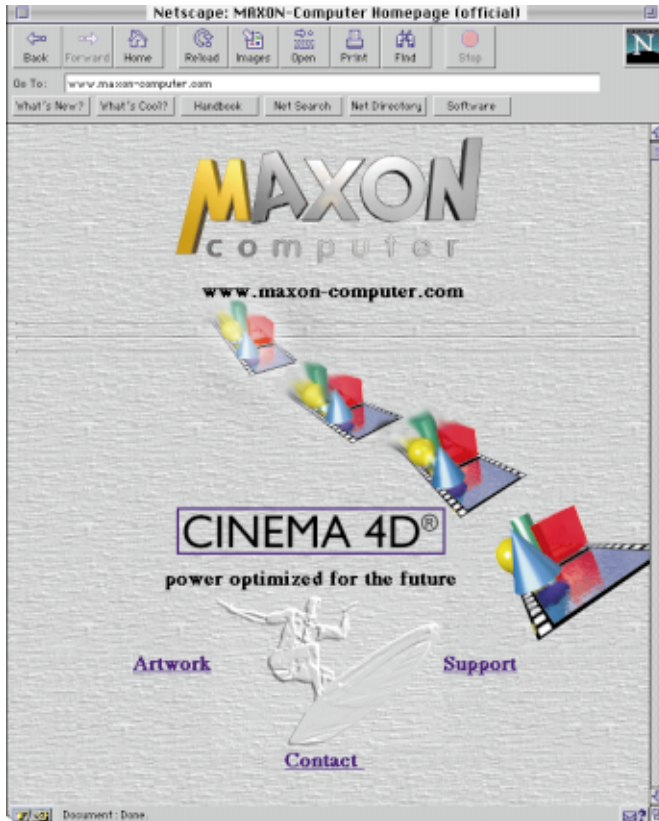 Netscape: MAXON-Computer Homepage (official)
Back Forward Home Reload Images Open Print Find Stop
N
Go To: www.maxon-computer.com
What's New? What's Cool? Handbook Net Search Net Directory Software
MAXON
computer
www.maxon-computer.com
CINEMA 4D®
power optimized for the future
Artwork Support
Contact
Document: Done.